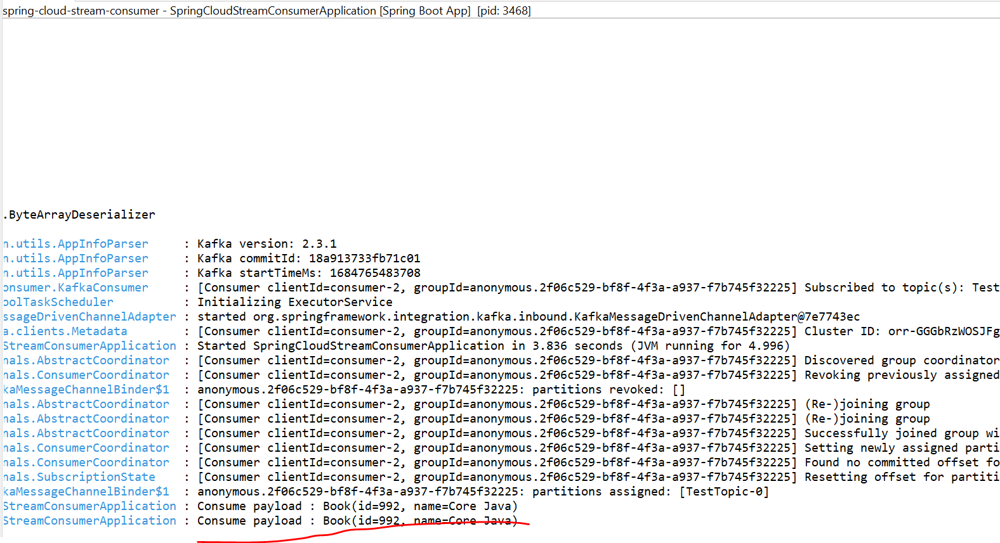 spring-cloud-stream-consumer - SpringCloudStreamConsumerApplication [Spring Boot App] [pid: 3468]
.ByteArrayDeserializer
n.utils.AppInfoParser : Kafka version: 2.3.1
n.utils.AppInfoParser : Kafka commitId: 18a913733fb71c01
n.utils.AppInfoParser : Kafka startTimeMs: 1684765483708
onsumer.KafkaConsumer : [Consumer clientId=consumer-2, groupId=anonymous.2f06c529-bf8f-4f3a-a937-f7b745f32225] Subscribed to topic(s): Test
oolTaskScheduler : Initializing ExecutorService
ssageDrivenChannelAdapter : started org.springframework.integration.kafka.inbound.KafkaMessageDrivenChannelAdapter@7e7743ec
a.clients.Metadata : [Consumer clientId=consumer-2, groupId=anonymous.2f06c529-bf8f-4f3a-a937-f7b745f32225] Cluster ID: orr-GGGbRzWOSJFg
StreamConsumerApplication : Started SpringCloudStreamConsumerApplication in 3.836 seconds (JVM running for 4.996)
nals.AbstractCoordinator : [Consumer clientId=consumer-2, groupId=anonymous.2f06c529-bf8f-4f3a-a937-f7b745f32225] Discovered group coordinator
nals.ConsumerCoordinator : [Consumer clientId=consumer-2, groupId=anonymous.2f06c529-bf8f-4f3a-a937-f7b745f32225] Revoking previously assigned
kaMessageChannelBinder$1 : anonymous.2f06c529-bf8f-4f3a-a937-f7b745f32225: partitions revoked: []
nals.AbstractCoordinator : [Consumer clientId=consumer-2, groupId=anonymous.2f06c529-bf8f-4f3a-a937-f7b745f32225] (Re-)joining group
nals.AbstractCoordinator : [Consumer clientId=consumer-2, groupId=anonymous.2f06c529-bf8f-4f3a-a937-f7b745f32225] (Re-)joining group
nals.AbstractCoordinator : [Consumer clientId=consumer-2, groupId=anonymous.2f06c529-bf8f-4f3a-a937-f7b745f32225] Successfully joined group wi
nals.ConsumerCoordinator : [Consumer clientId=consumer-2, groupId=anonymous.2f06c529-bf8f-4f3a-a937-f7b745f32225] Setting newly assigned parti
nals.ConsumerCoordinator : [Consumer clientId=consumer-2, groupId=anonymous.2f06c529-bf8f-4f3a-a937-f7b745f32225] Found no committed offset fo
nals.SubscriptionState : [Consumer clientId=consumer-2, groupId=anonymous.2f06c529-bf8f-4f3a-a937-f7b745f32225] Resetting offset for partiti
kaMessageChannelBinder$1 : anonymous.2f06c529-bf8f-4f3a-a937-f7b745f32225: partitions assigned: [TestTopic-0]
StreamConsumerApplication : Consume payload : Book(id=992, name=Core Java)
StreamConsumerApplication : Consume payload : Book(id=992, name=Core Java)